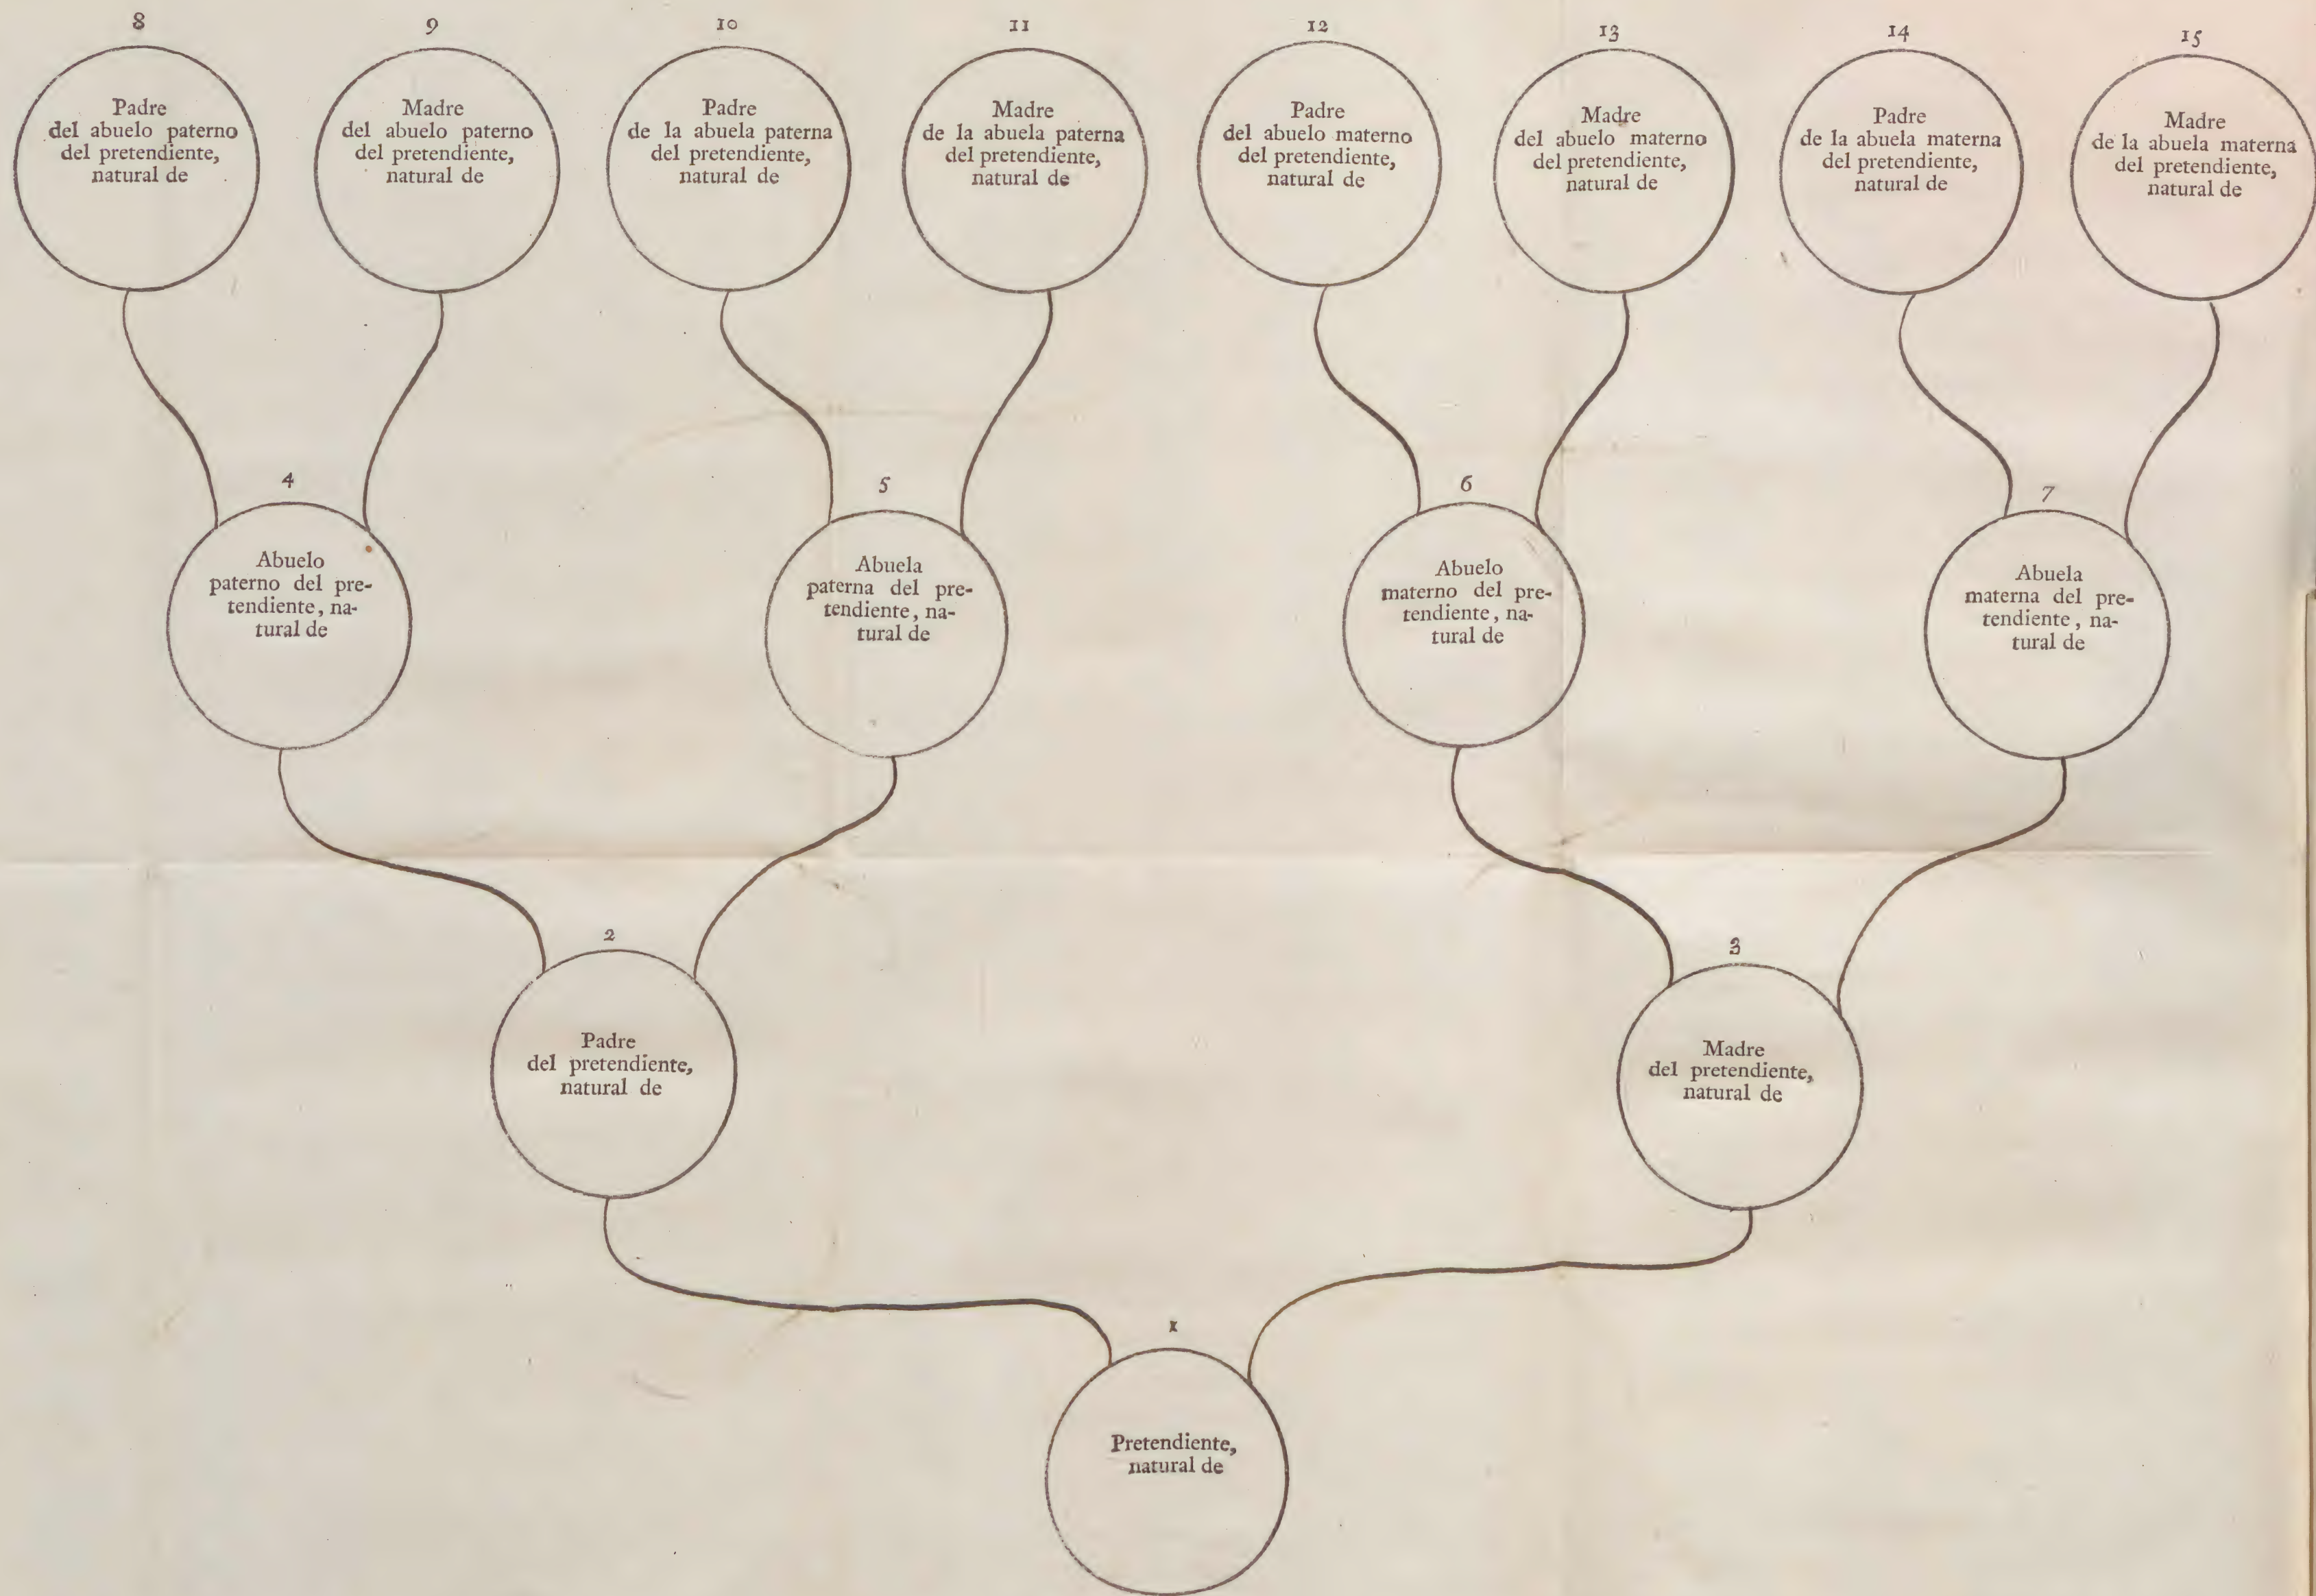 8
Padre
del abuelo paterno
del pretendiente,
natural de
9
Madre
del abuelo paterno
del pretendiente,
natural de
10
Padre
de la abuela paterna
del pretendiente,
natural de
11
Madre
de la abuela paterna
del pretendiente,
natural de
12
Padre
del abuelo materno
del pretendiente,
natural de
13
Madre
del abuelo materno
del pretendiente,
natural de
14
Padre
de la abuela materna
del pretendiente,
natural de
15
Madre
de la abuela materna
del pretendiente,
natural de
4
Abuelo
paterno del pre-
tendiente, na-
tural de
5
Abuela
paterna del pre-
tendiente, na-
tural de
6
Abuelo
materno del pre-
tendiente, na-
tural de
7
Abuela
materna del pre-
tendiente, na-
tural de
2
Padre
del pretendiente,
natural de
3
Madre
del pretendiente,
natural de
1
Pretendiente,
natural de